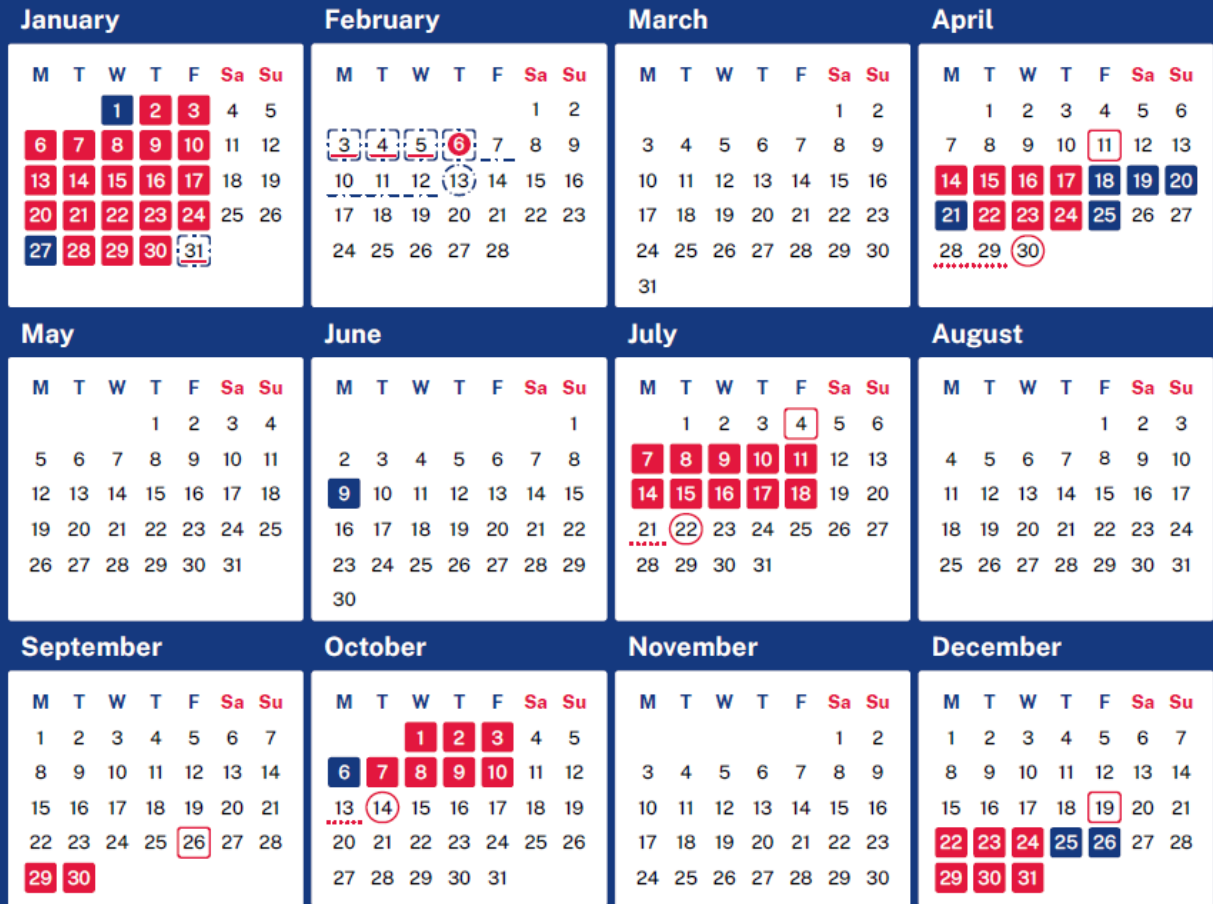 January
M T W T F Sa Su
1 2 3 4 5
6 7 8 9 10 11 12
13 14 15 16 17 18 19
20 21 22 23 24 25 26
27 28 29 30 31
February
M T W T F Sa Su
1 2
3 4 5 6 7 8 9
10 11 12 13 14 15 16
17 18 19 20 21 22 23
24 25 26 27 28
March
M T W T F Sa Su
1 2
3 4 5 6 7 8 9
10 11 12 13 14 15 16
17 18 19 20 21 22 23
24 25 26 27 28 29 30
31
April
M T W T F Sa Su
1 2 3 4 5 6
7 8 9 10 11 12 13
14 15 16 17 18 19 20
21 22 23 24 25 26 27
28 29 30
May
M T W T F Sa Su
1 2 3 4
5 6 7 8 9 10 11
12 13 14 15 16 17 18
19 20 21 22 23 24 25
26 27 28 29 30 31
June
M T W T F Sa Su
1
2 3 4 5 6 7 8
9 10 11 12 13 14 15
16 17 18 19 20 21 22
23 24 25 26 27 28 29
30
July
M T W T F Sa Su
1 2 3 4 5 6
7 8 9 10 11 12 13
14 15 16 17 18 19 20
21 22 23 24 25 26 27
28 29 30 31
August
M T W T F Sa Su
1 2 3
4 5 6 7 8 9 10
11 12 13 14 15 16 17
18 19 20 21 22 23 24
25 26 27 28 29 30 31
September
M T W T F Sa Su
1 2 3 4 5 6 7
8 9 10 11 12 13 14
15 16 17 18 19 20 21
22 23 24 25 26 27 28
29 30
October
M T W T F Sa Su
1 2 3 4 5
6 7 8 9 10 11 12
13 14 15 16 17 18 19
20 21 22 23 24 25 26
27 28 29 30 31
November
M T W T F Sa Su
1 2
3 4 5 6 7 8 9
10 11 12 13 14 15 16
17 18 19 20 21 22 23
24 25 26 27 28 29 30
December
M T W T F Sa Su
1 2 3 4 5 6 7
8 9 10 11 12 13 14
15 16 17 18 19 20 21
22 23 24 25 26 27 28
29 30 31